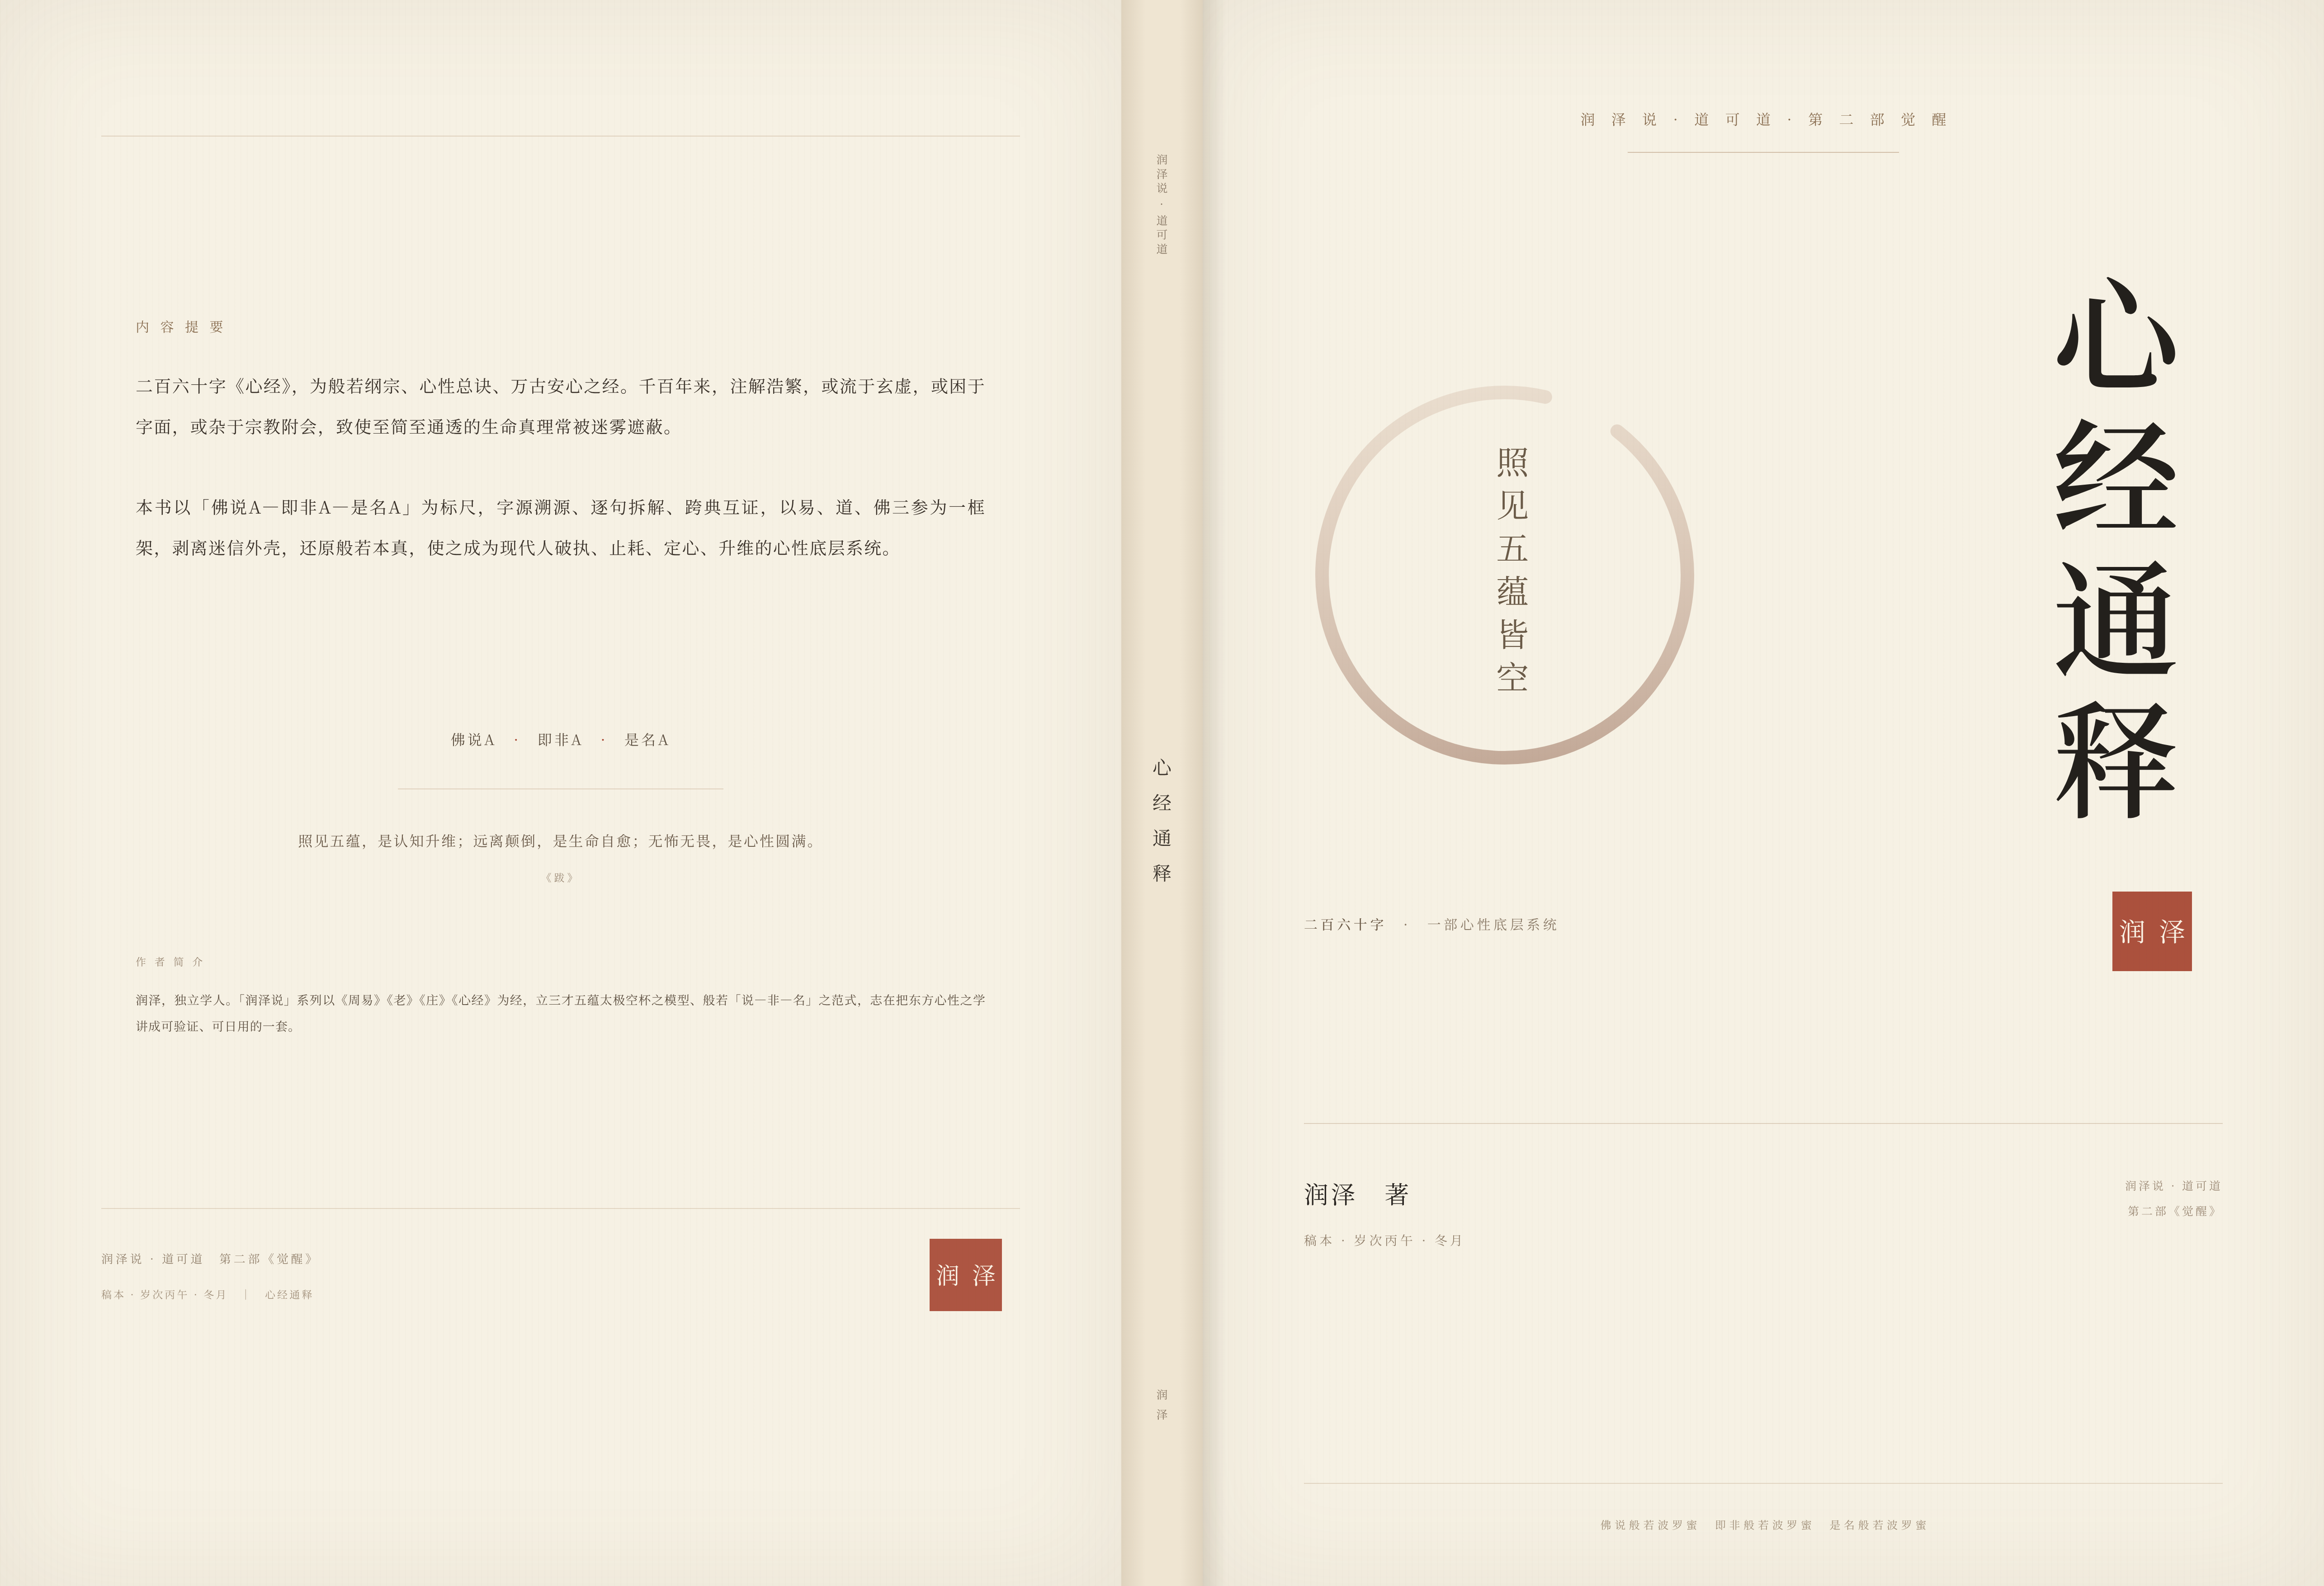 内容提要
二百六十字《心经》，为般若纲宗、心性总诀、万古安心之经。千百年来，注解浩繁，或流于玄虚，或困于
字面，或杂于宗教附会，致使至简至通透的生命真理常被迷雾遮蔽。
本书以「佛说A—即非A—是名A」为标尺，字源溯源、逐句拆解、跨典互证，以易、道、佛三参为一框
架，剥离迷信外壳，还原般若本真，使之成为现代人破执、止耗、定心、升维的心性底层系统。
佛说A · 即非A · 是名A
照见五蕴，是认知升维；远离颠倒，是生命自愈；无怖无畏，是心性圆满。
《跋》
作者简介
润泽，独立学人。「润泽说」系列以《周易》《老》《庄》《心经》为经，立三才五蕴太极空杯之模型、般若「说—非—名」之范式，志在把东方心性之学
讲成可验证、可日用的一套。
润泽说 · 道可道 第二部《觉醒》
稿本 · 岁次丙午 · 冬月 ｜ 心经通释
润泽
润泽说·道可道
心经通释
润泽
润泽说·道可道·第二部觉醒
心经通释
照见五蕴皆空
润泽
二百六十字 · 一部心性底层系统
润泽 著
稿本 · 岁次丙午 · 冬月
润泽说 · 道可道
第二部《觉醒》
佛说般若波罗蜜 即非般若波罗蜜 是名般若波罗蜜